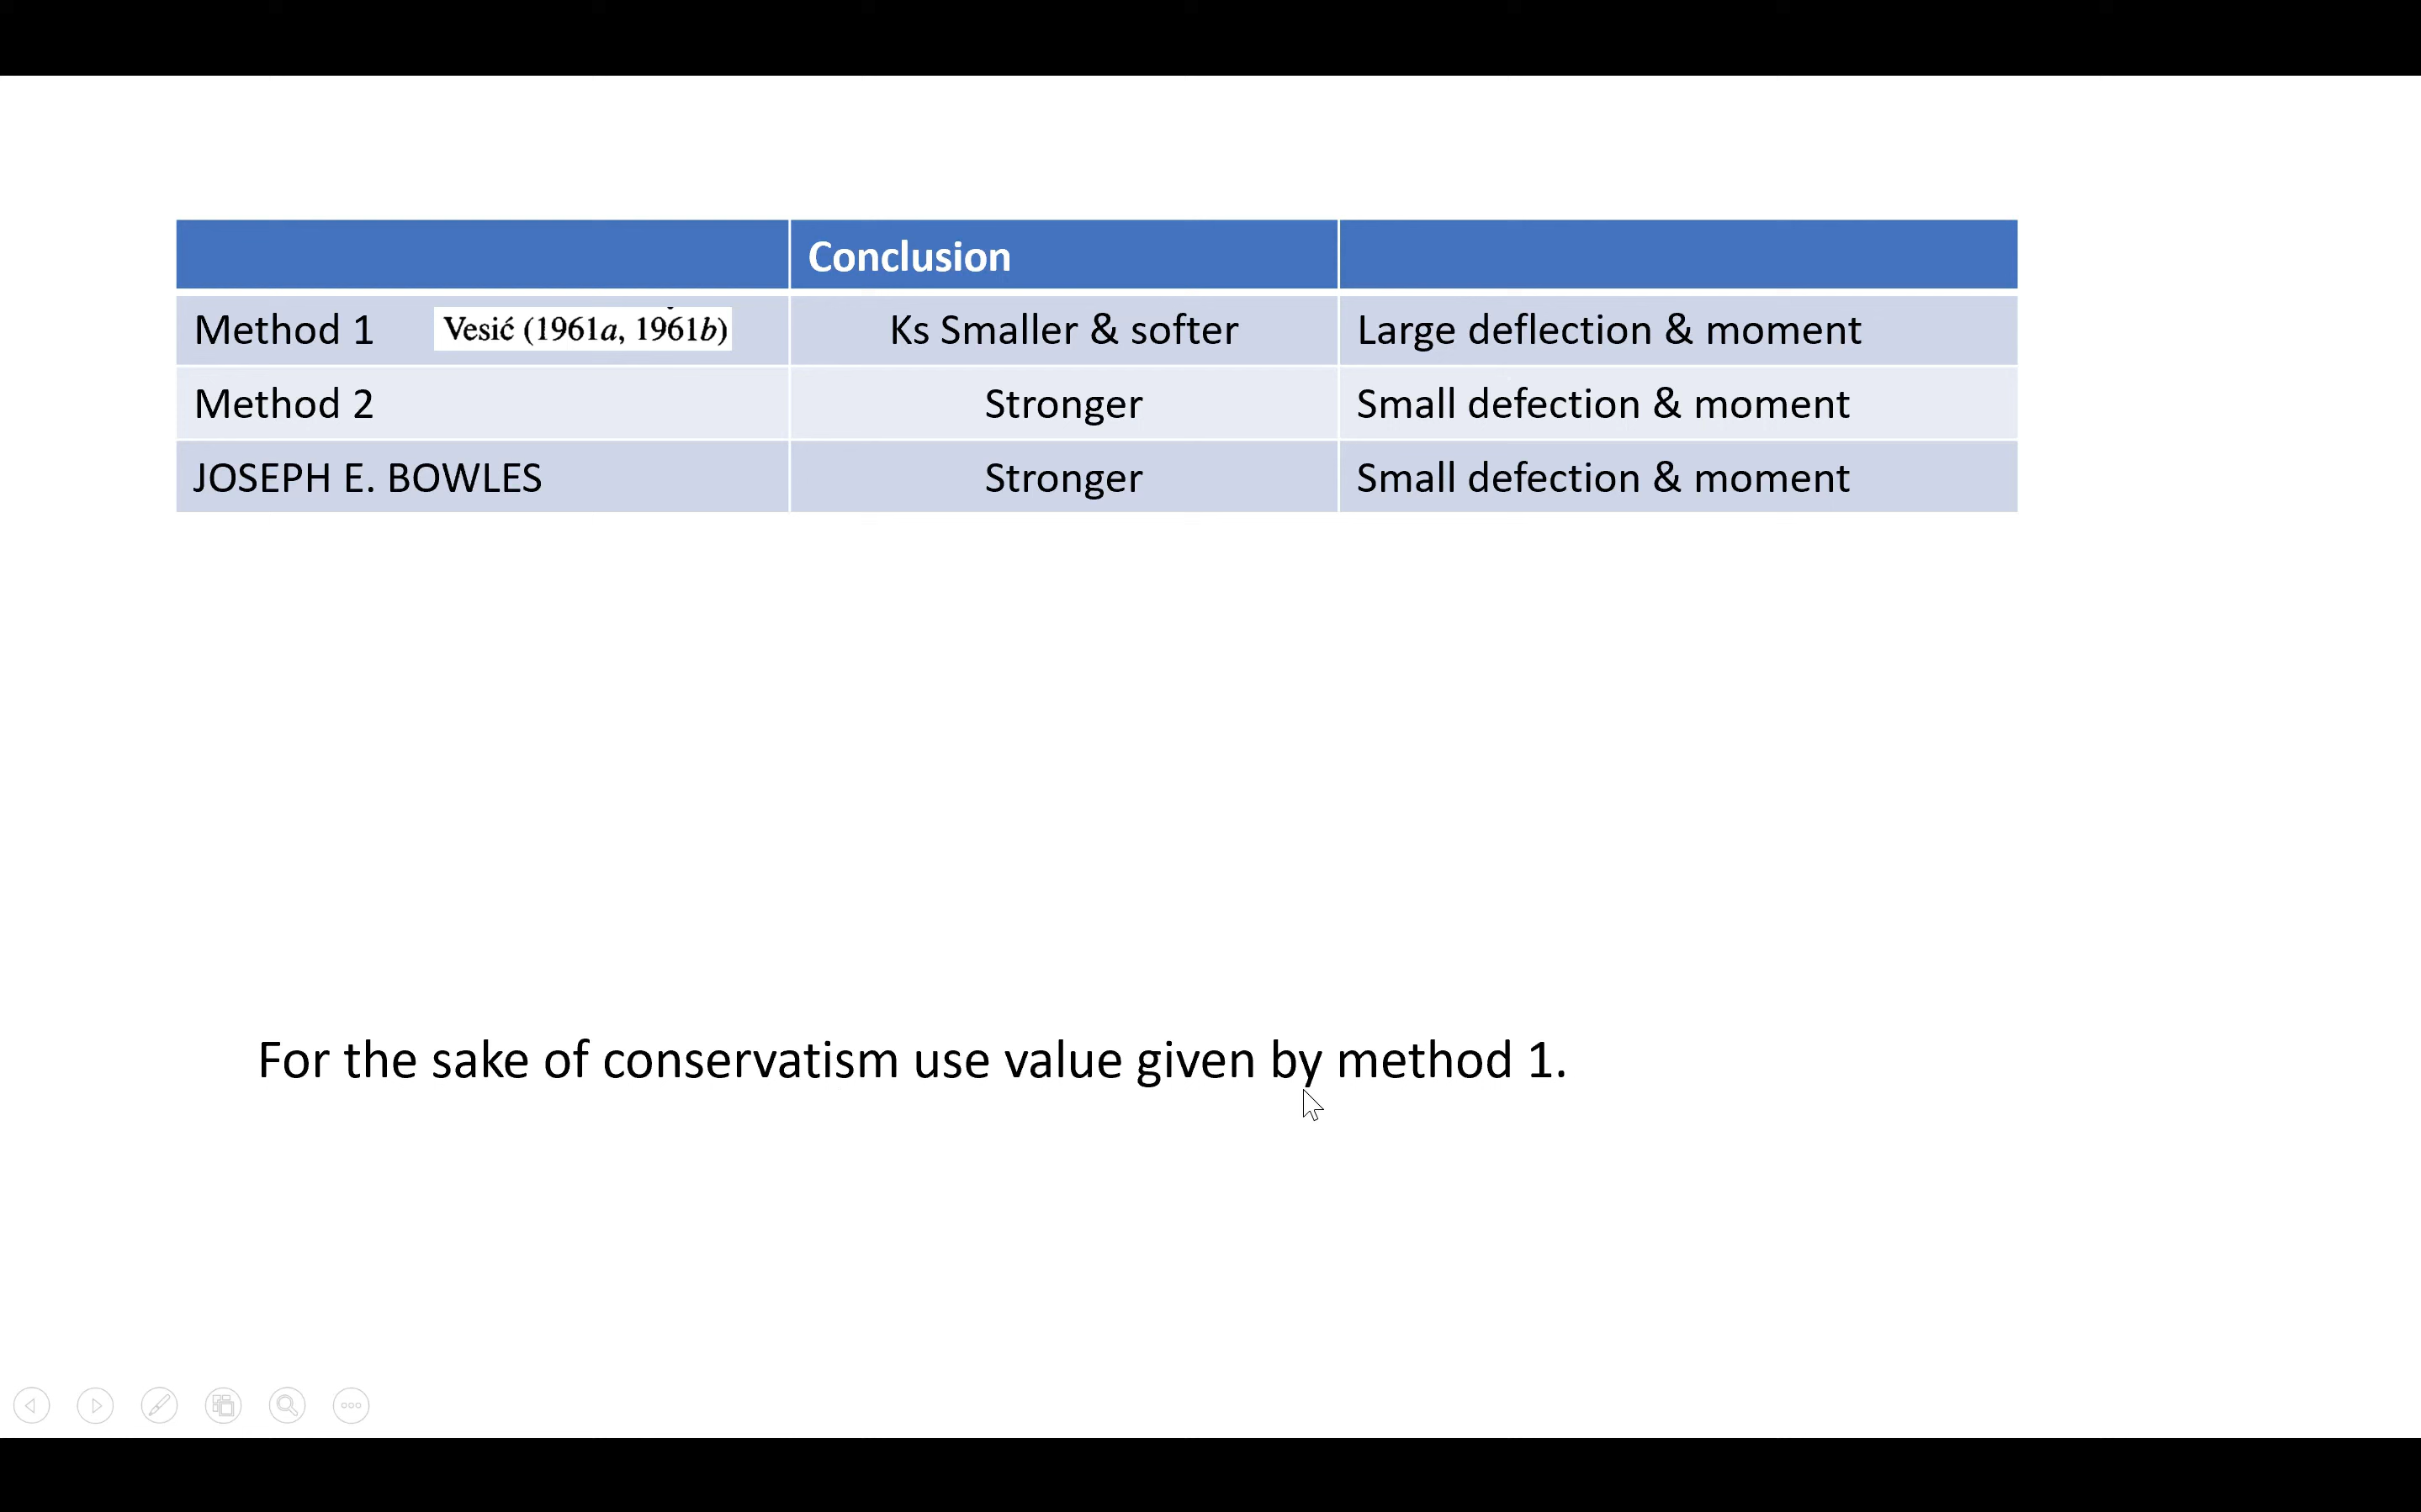 Conclusion
Method 1 Vesić (1961a, 1961b) Ks Smaller & softer Large deflection & moment
Method 2 Stronger Small defection & moment
JOSEPH E. BOWLES Stronger Small defection & moment
For the sake of conservatism use value given by method 1.